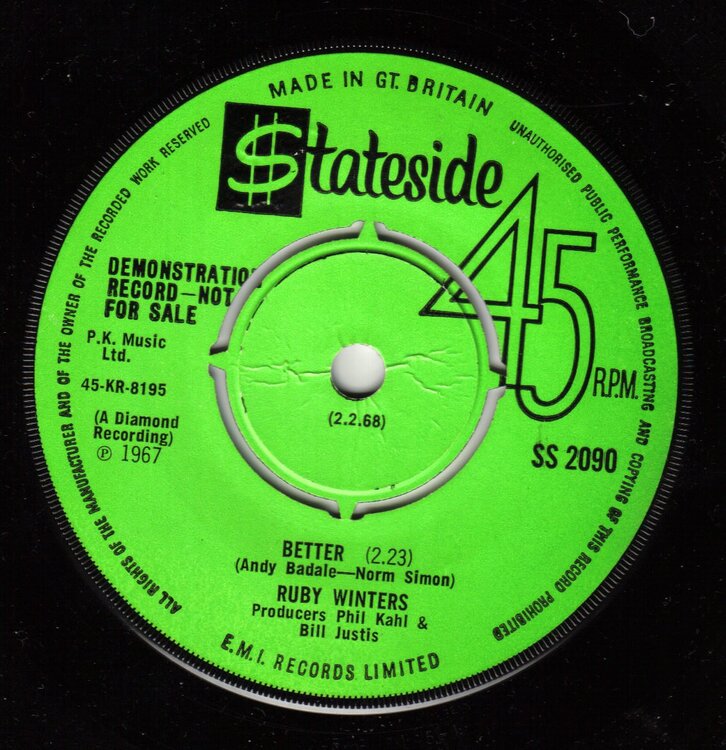 MADE IN GT. BRITAIN
$tateside
45 R.P.M.
DEMONSTRATION
RECORD—NOT
FOR SALE
P.K. Music
Ltd.
45-KR-8195
(A Diamond
Recording)
℗ 1967
(2.2.68)
SS 2090
BETTER (2.23)
(Andy Badale—Norm Simon)
RUBY WINTERS
Producers Phil Kahl &
Bill Justis
E.M.I. RECORDS LIMITED
ALL RIGHTS OF THE MANUFACTURER AND OF THE OWNER OF THE RECORDED WORK RESERVED
UNAUTHORISED PUBLIC PERFORMANCE BROADCASTING AND COPYING OF THIS RECORD PROHIBITED